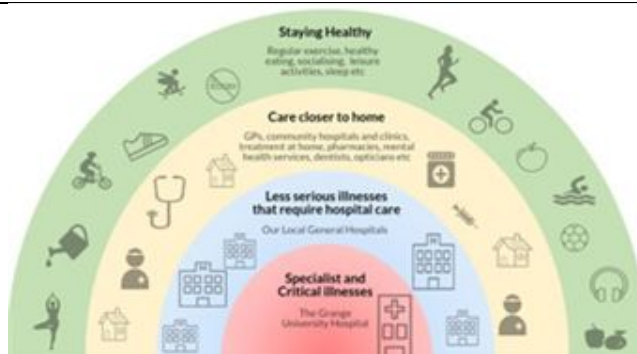 Staying Healthy
Regular exercise, healthy
eating, socialising, leisure
activities, sleep etc
Care closer to home
GPs, community hospitals and clinics,
treatment at home, pharmacies, mental
health services, dentists, opticians etc
Less serious illnesses
that require hospital care
Our Local General Hospitals
Specialist and
Critical illnesses
The Grange
University Hospital